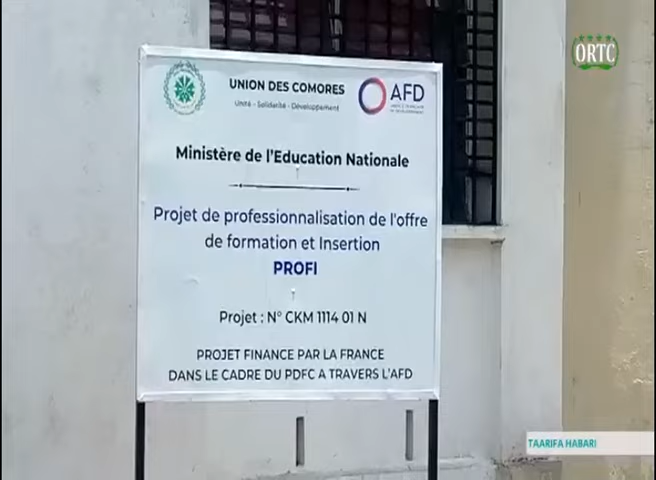 ORTC
UNION DES COMORES
Unité - Solidarité - Développement
AFD
Ministère de l'Education Nationale
Projet de professionnalisation de l'offre
de formation et Insertion
PROFI
Projet : N° CKM 1114 01 N
PROJET FINANCE PAR LA FRANCE
DANS LE CADRE DU PDFC A TRAVERS L'AFD
TAARIFA HABARI